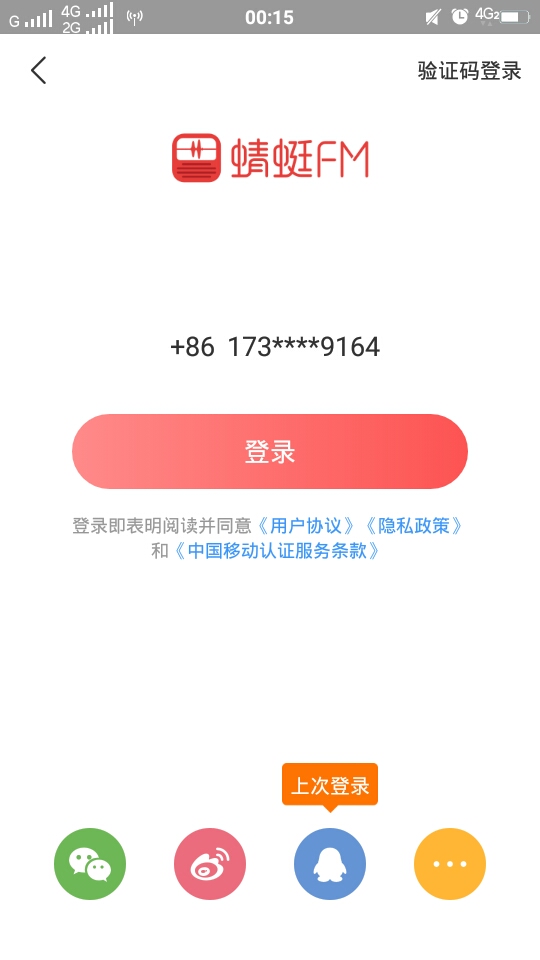 G 4G 2G 00:15 4G2
验证码登录
蜻蜓FM
+86 173****9164
登录
登录即表明阅读并同意《用户协议》《隐私政策》
和《中国移动认证服务条款》
上次登录